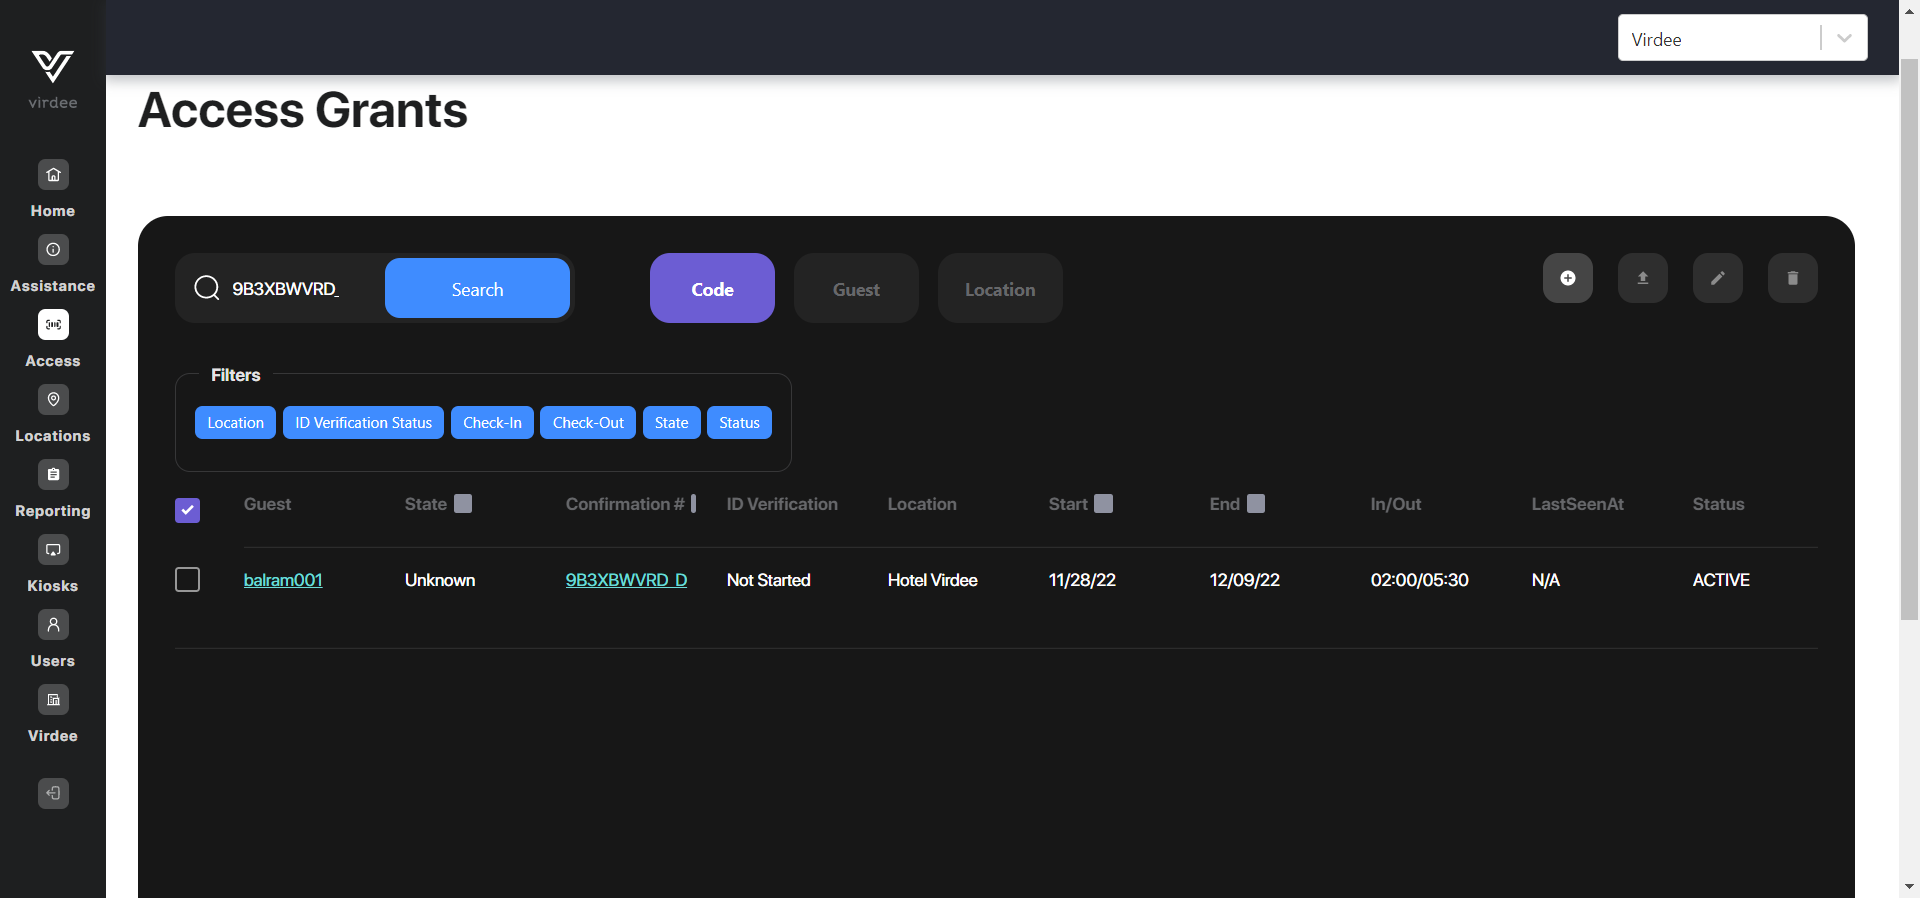 virdee
Home
Assistance
Access
Locations
Reporting
Kiosks
Users
Virdee
Virdee
Access Grants
9B3XBWVRD_
Search
Code
Guest
Location
Filters
Location
ID Verification Status
Check-In
Check-Out
State
Status
Guest State Confirmation # ID Verification Location Start End In/Out LastSeenAt Status
balram001 Unknown 9B3XBWVRD_D Not Started Hotel Virdee 11/28/22 12/09/22 02:00/05:30 N/A ACTIVE